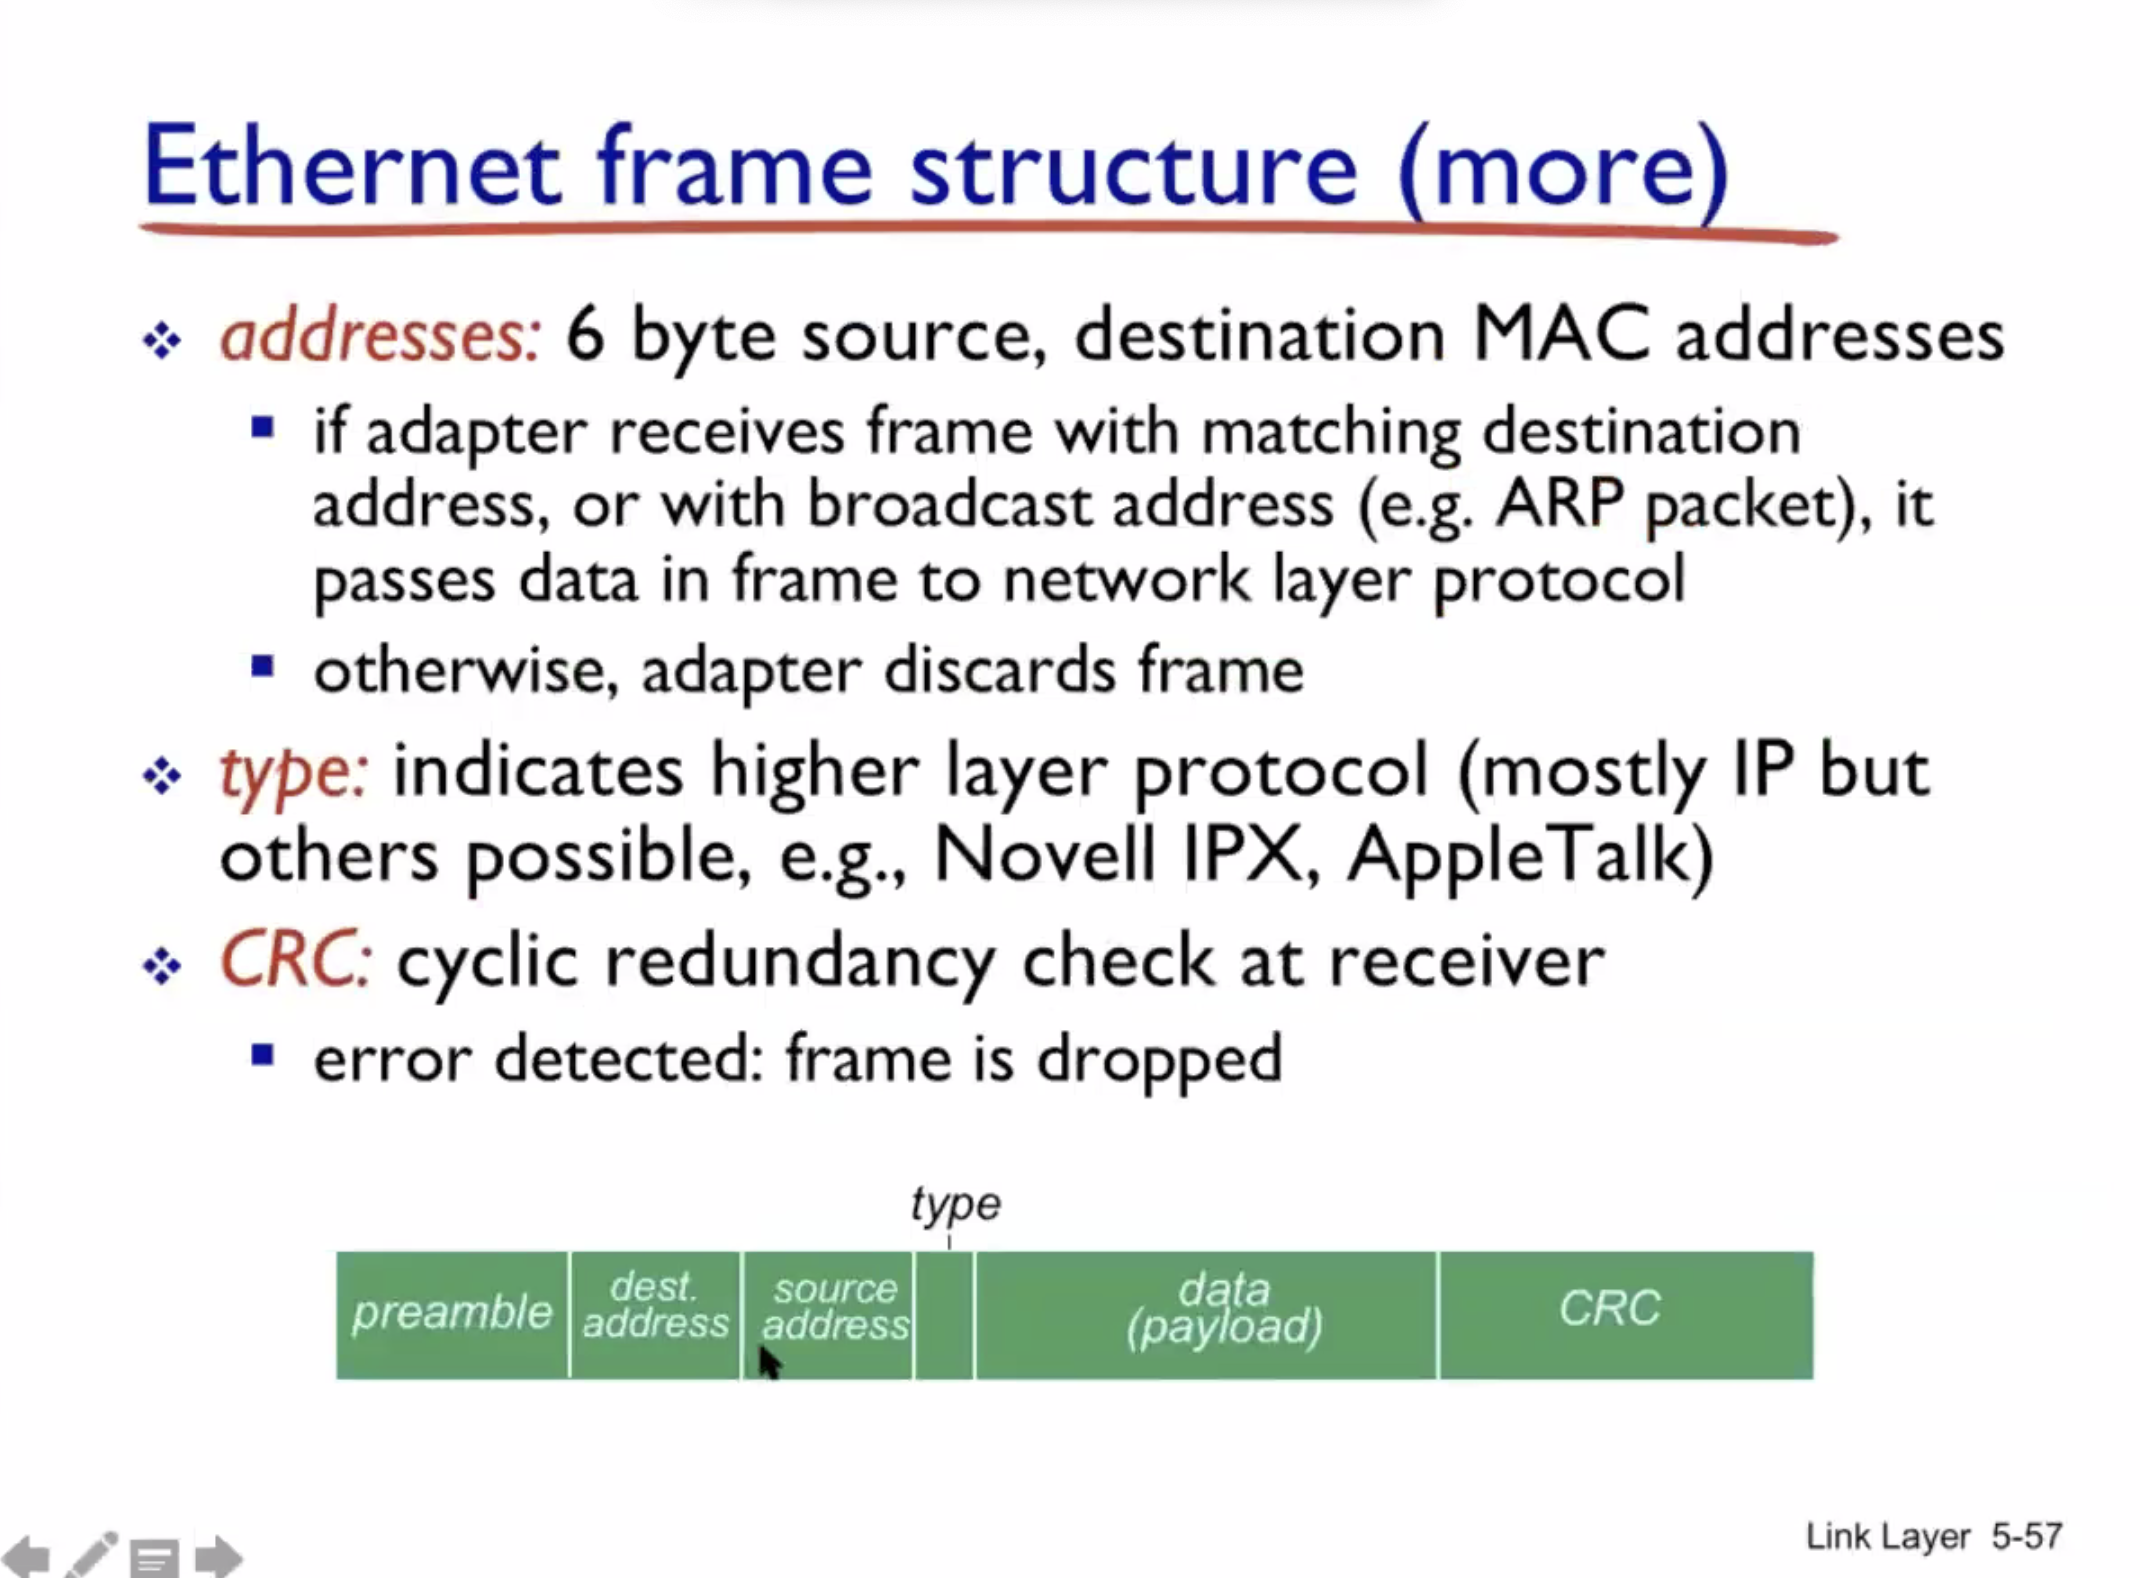 Ethernet frame structure (more)
addresses: 6 byte source, destination MAC addresses
if adapter receives frame with matching destination
address, or with broadcast address (e.g. ARP packet), it
passes data in frame to network layer protocol
otherwise, adapter discards frame
type: indicates higher layer protocol (mostly IP but
others possible, e.g., Novell IPX, AppleTalk)
CRC: cyclic redundancy check at receiver
error detected: frame is dropped
type
preamble
dest.
address
source
address
data
(payload)
CRC
Link Layer 5-57